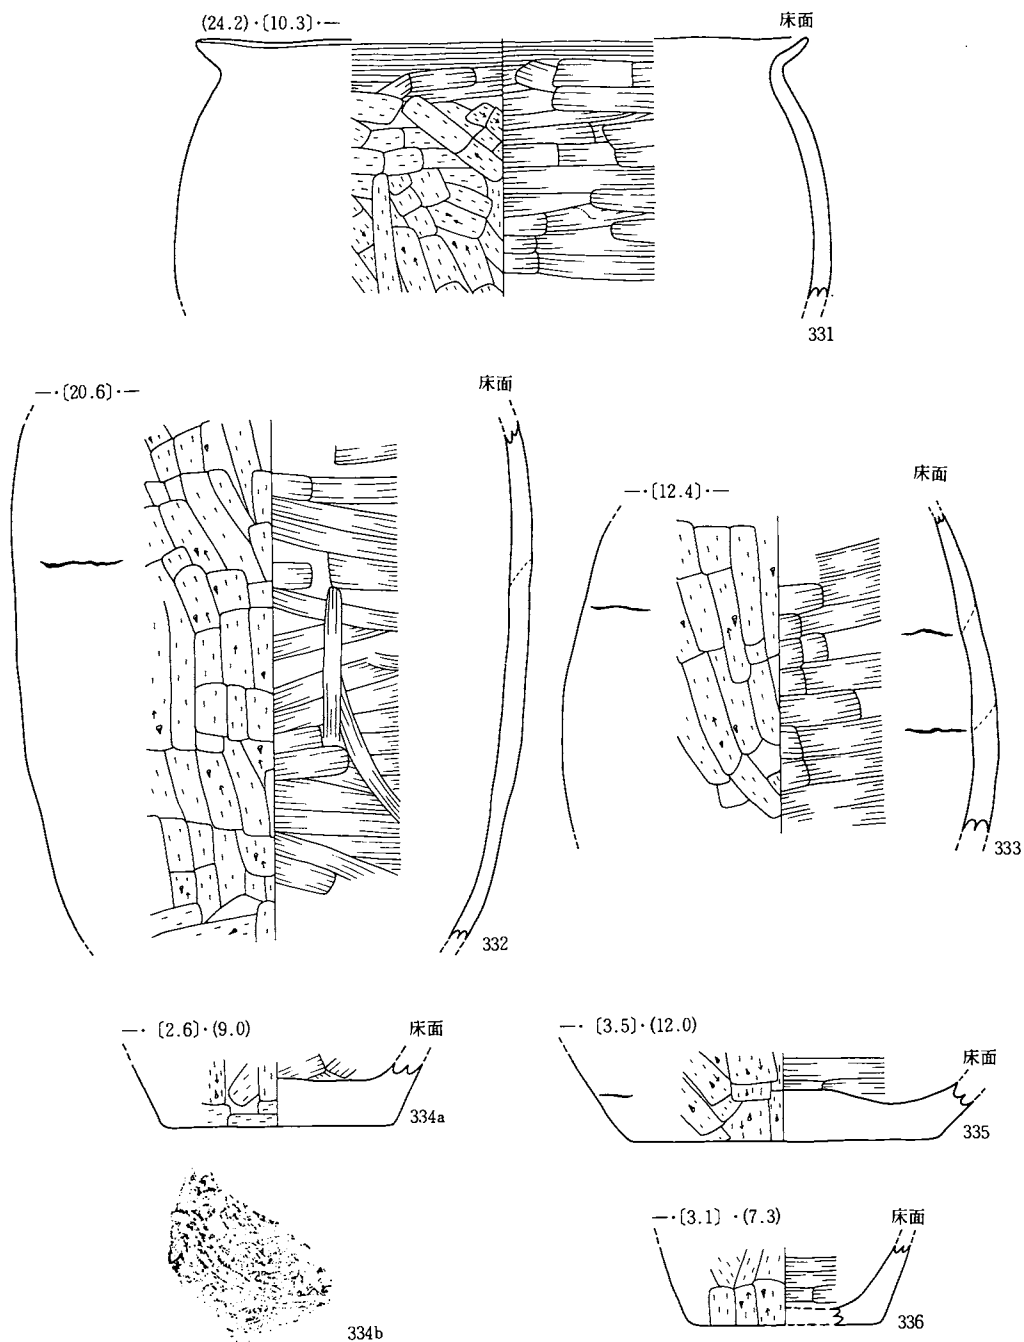 (24.2)·〔10.3〕·—
床面
331
—·〔20.6〕·—
床面
332
—·〔12.4〕·—
床面
333
—·〔2.6〕·(9.0)
床面
334a
334b
—·〔3.5〕·(12.0)
床面
335
—·〔3.1〕·(7.3)
床面
336